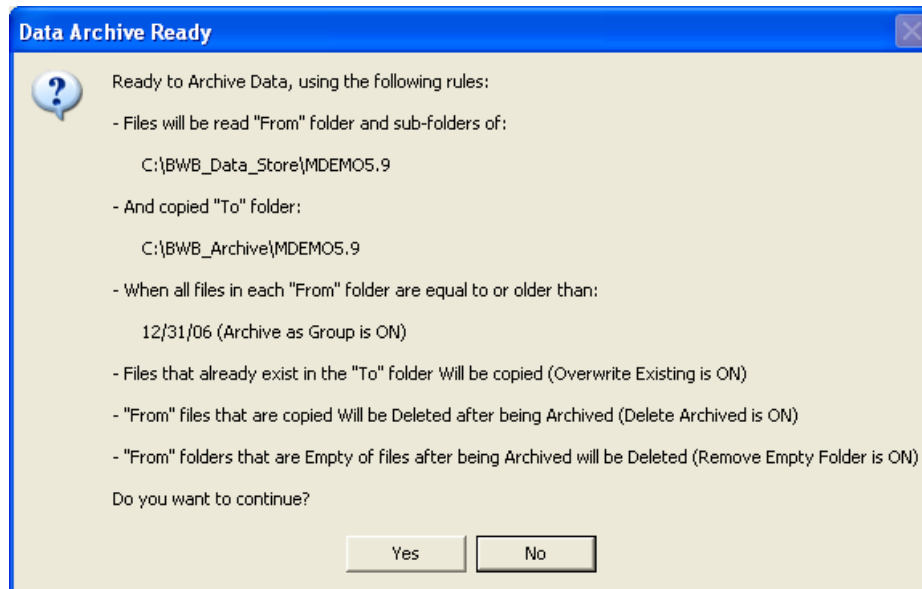 Data Archive Ready
Ready to Archive Data, using the following rules:
- Files will be read "From" folder and sub-folders of:
C:\BWB_Data_Store\MDEMO5.9
- And copied "To" folder:
C:\BWB_Archive\MDEMO5.9
- When all files in each "From" folder are equal to or older than:
12/31/06 (Archive as Group is ON)
- Files that already exist in the "To" folder Will be copied (Overwrite Existing is ON)
- "From" files that are copied Will be Deleted after being Archived (Delete Archived is ON)
- "From" folders that are Empty of files after being Archived will be Deleted (Remove Empty Folder is ON)
Do you want to continue?
Yes
No